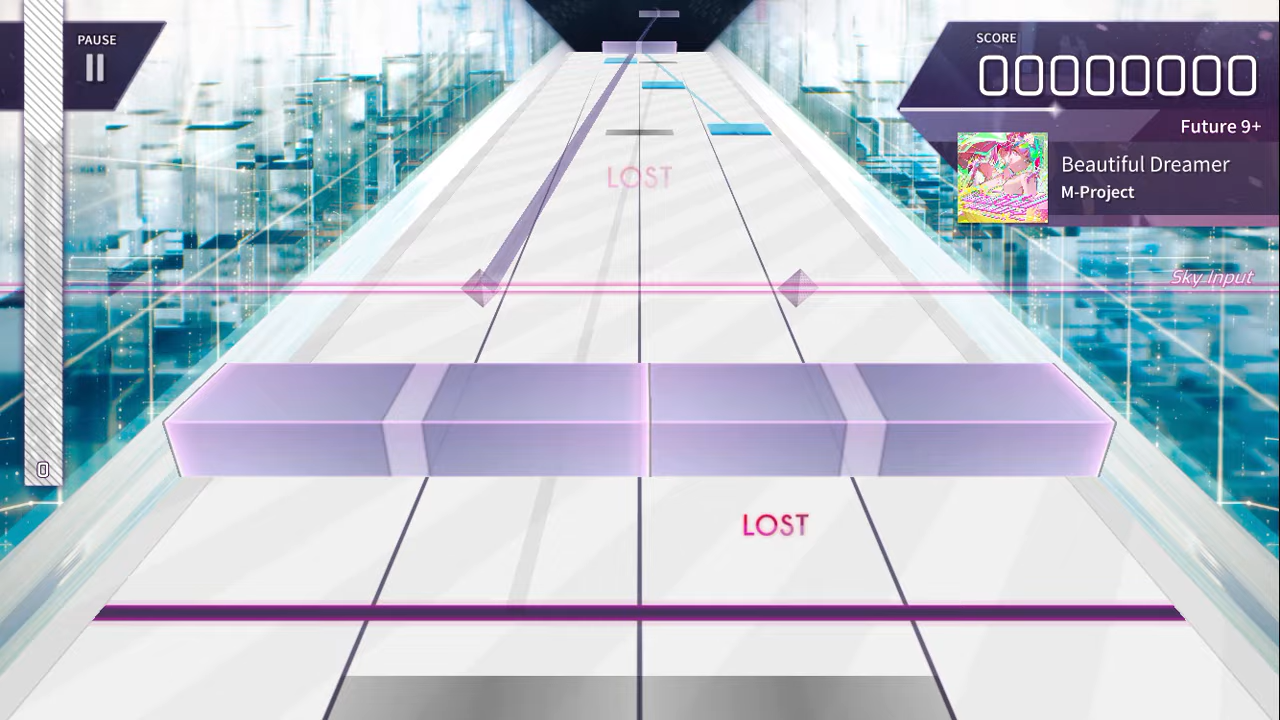 PAUSE
SCORE
00000000
Future 9+
Beautiful Dreamer
M-Project
LOST
Sky Input
0
LOST